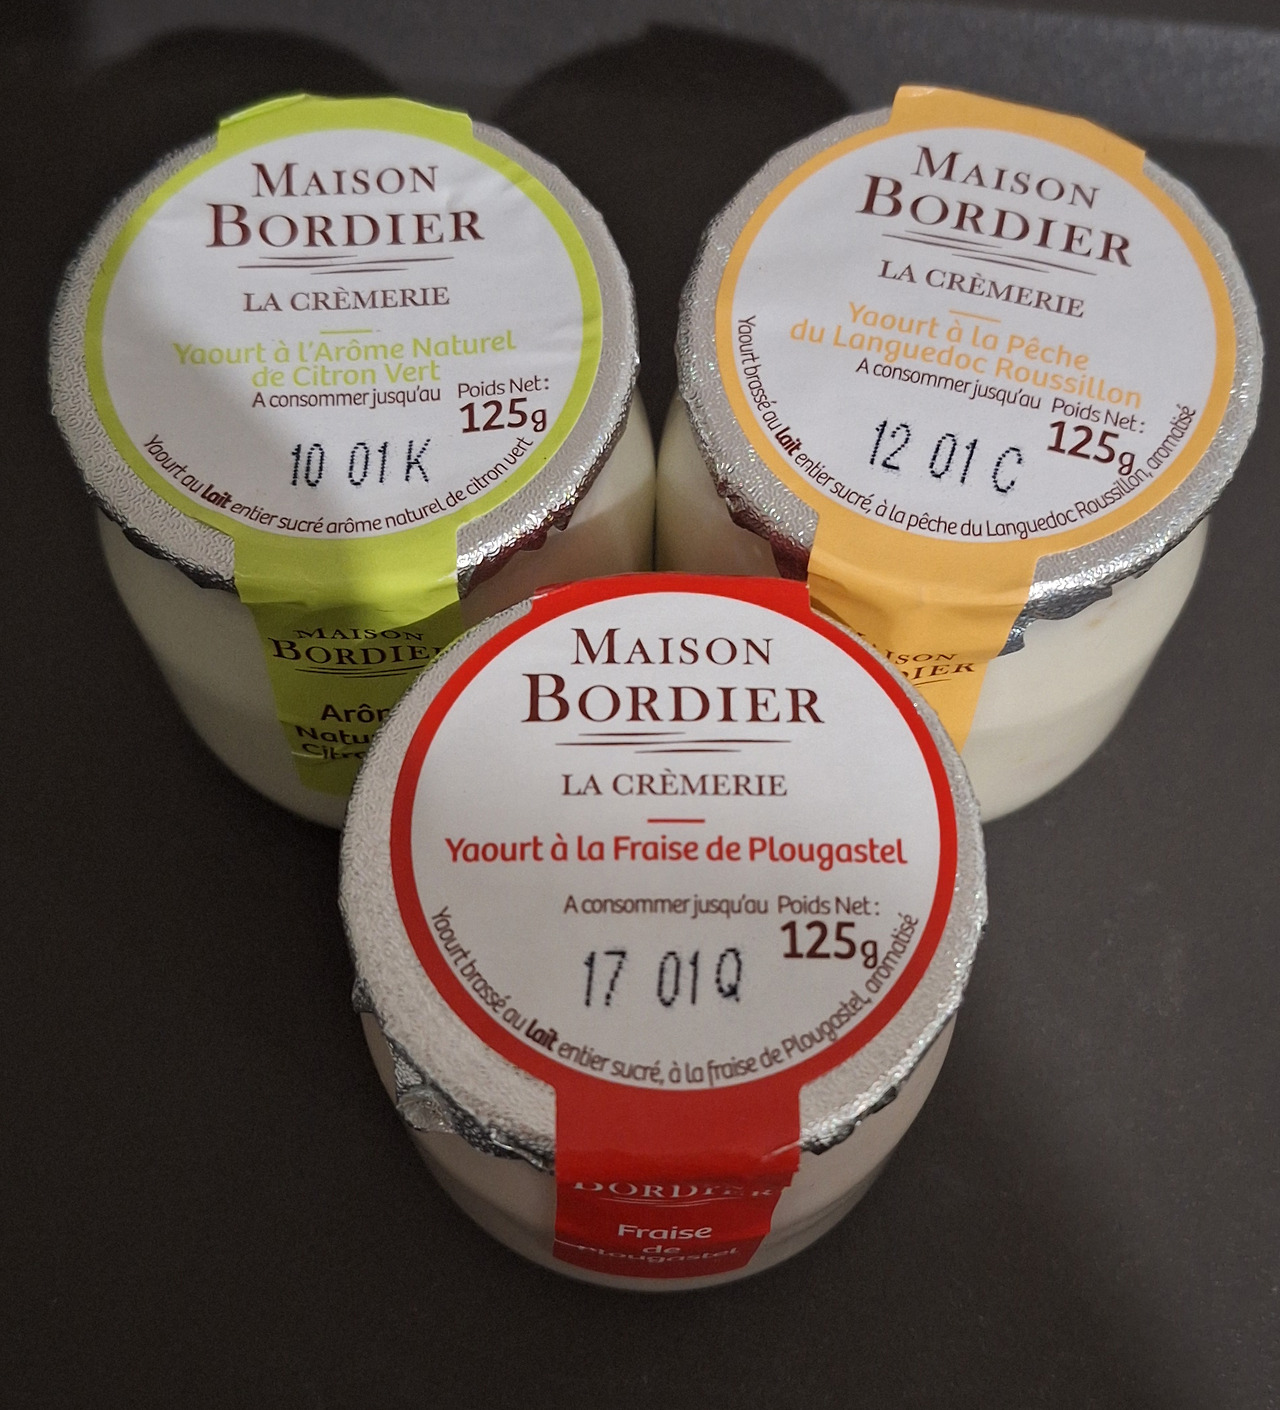 MAISON
BORDIER
LA CRÈMERIE
Yaourt à l'Arôme Naturel
de Citron Vert
A consommer jusqu'au
Poids Net:
125g
10 01 K
Yaourt au lait entier sucré arôme naturel de citron vert
MAISON
BORDIER
MAISON
BORDIER
LA CRÈMERIE
Yaourt à la Pêche
du Languedoc Roussillon
A consommer jusqu'au
Poids Net:
125g
12 01 C
Yaourt brassé au lait entier sucré, à la pêche du Languedoc Roussillon, aromatisé
MAISON
BORDIER
LA CRÈMERIE
Yaourt à la Fraise de Plougastel
A consommer jusqu'au
Poids Net:
125g
17 01 Q
Yaourt brassé au lait entier sucré, à la fraise de Plougastel, aromatisé
BORDIER
Fraise
de
Plougastel